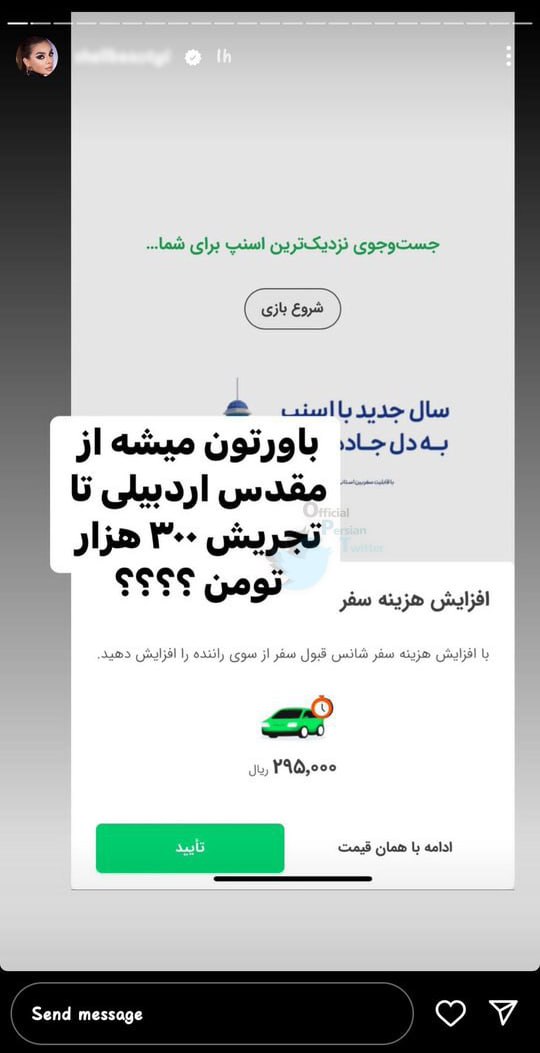 1h
جست‌وجوی نزدیک‌ترین اسنپ برای شما...
شروع بازی
سال جدید با اسنپ
به دل جاده
باورتون میشه از
مقدس اردبیلی تا
تجریش ۳۰۰ هزار
تومن ؟؟؟؟
Official
Persian
Twitter
افزایش هزینه سفر
با افزایش هزینه سفر شانس قبول سفر از سوی راننده را افزایش دهید.
۲۹۵,۰۰۰ ریال
ادامه با همان قیمت
تأیید
Send message